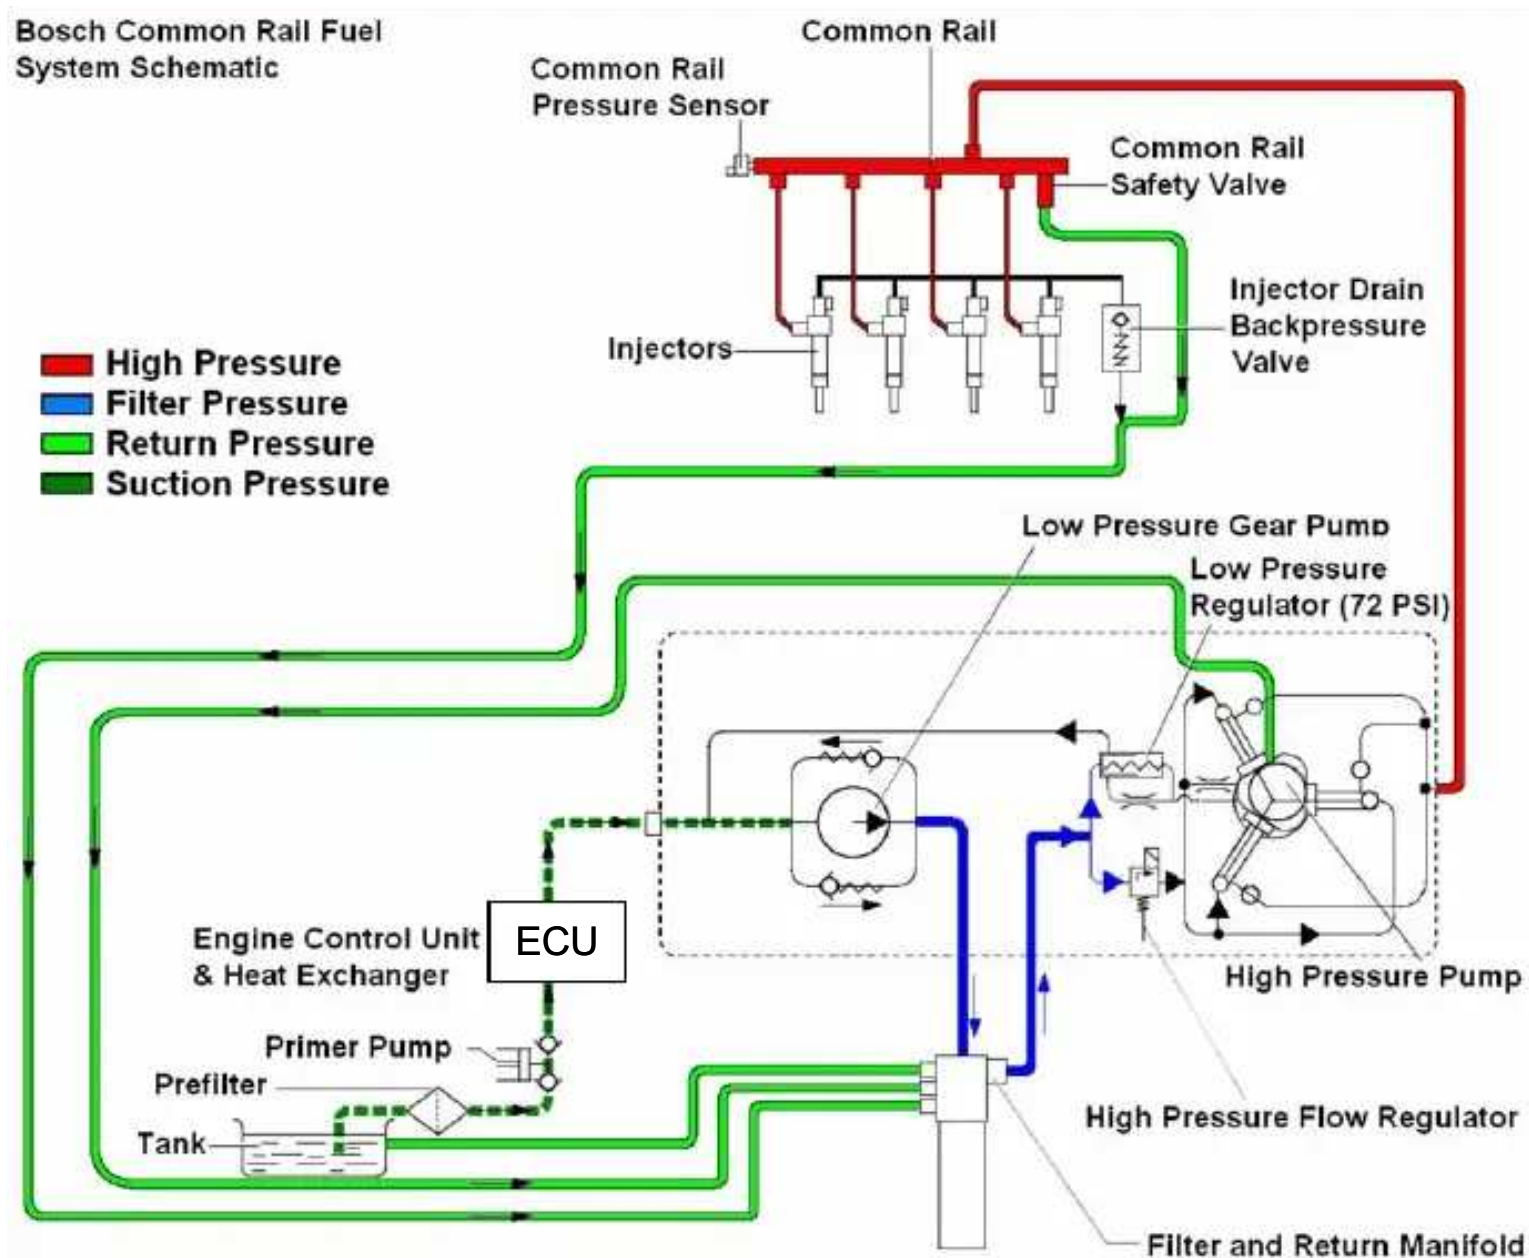 Bosch Common Rail Fuel
System Schematic
Common Rail
Common Rail
Pressure Sensor
Common Rail
Safety Valve
Injector Drain
Backpressure
Valve
Injectors
High Pressure
Filter Pressure
Return Pressure
Suction Pressure
Low Pressure Gear Pump
Low Pressure
Regulator (72 PSI)
Engine Control Unit
& Heat Exchanger
ECU
High Pressure Pump
Primer Pump
Prefilter
Tank
High Pressure Flow Regulator
Filter and Return Manifold